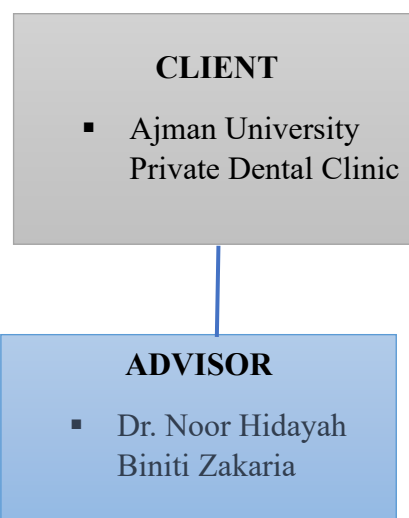 CLIENT
▪ Ajman University
Private Dental Clinic
ADVISOR
▪ Dr. Noor Hidayah
Biniti Zakaria